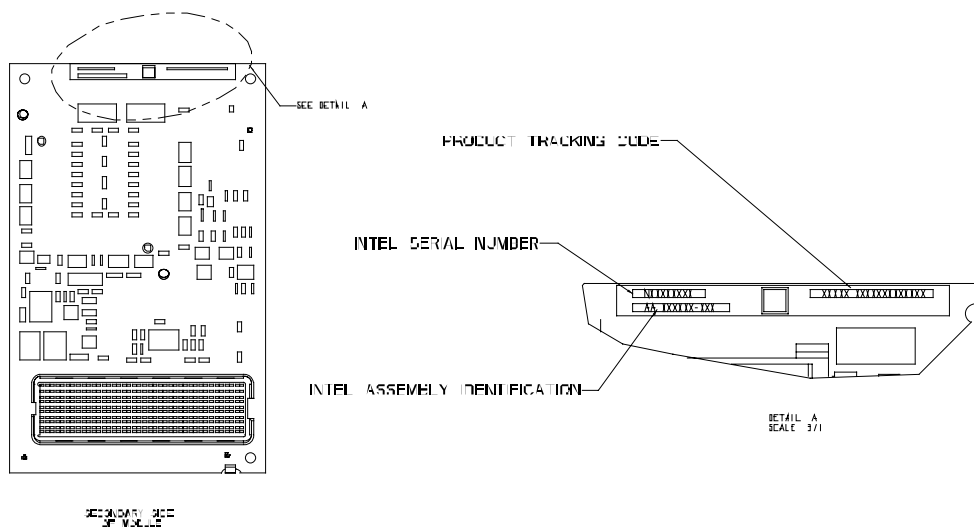 SEE DETAIL A
PRODUCT TRACKING CODE
INTEL SERIAL NUMBER
INTEL ASSEMBLY IDENTIFICATION
DETAIL A
SCALE 3/1
SECONDARY SIDE
OF MODULE